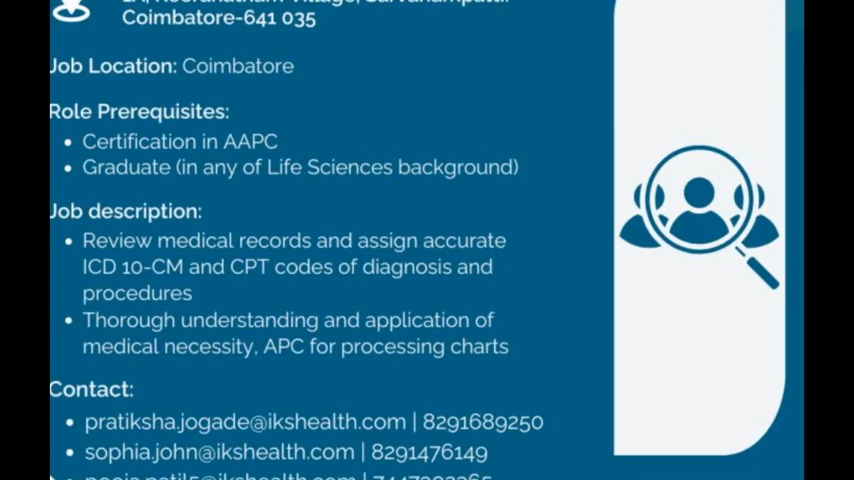 Coimbatore-641 035
Job Location: Coimbatore
Role Prerequisites:
• Certification in AAPC
• Graduate (in any of Life Sciences background)
Job description:
• Review medical records and assign accurate
ICD 10-CM and CPT codes of diagnosis and
procedures
• Thorough understanding and application of
medical necessity, APC for processing charts
Contact:
• pratiksha.jogade@ikshealth.com | 8291689250
• sophia.john@ikshealth.com | 8291476149